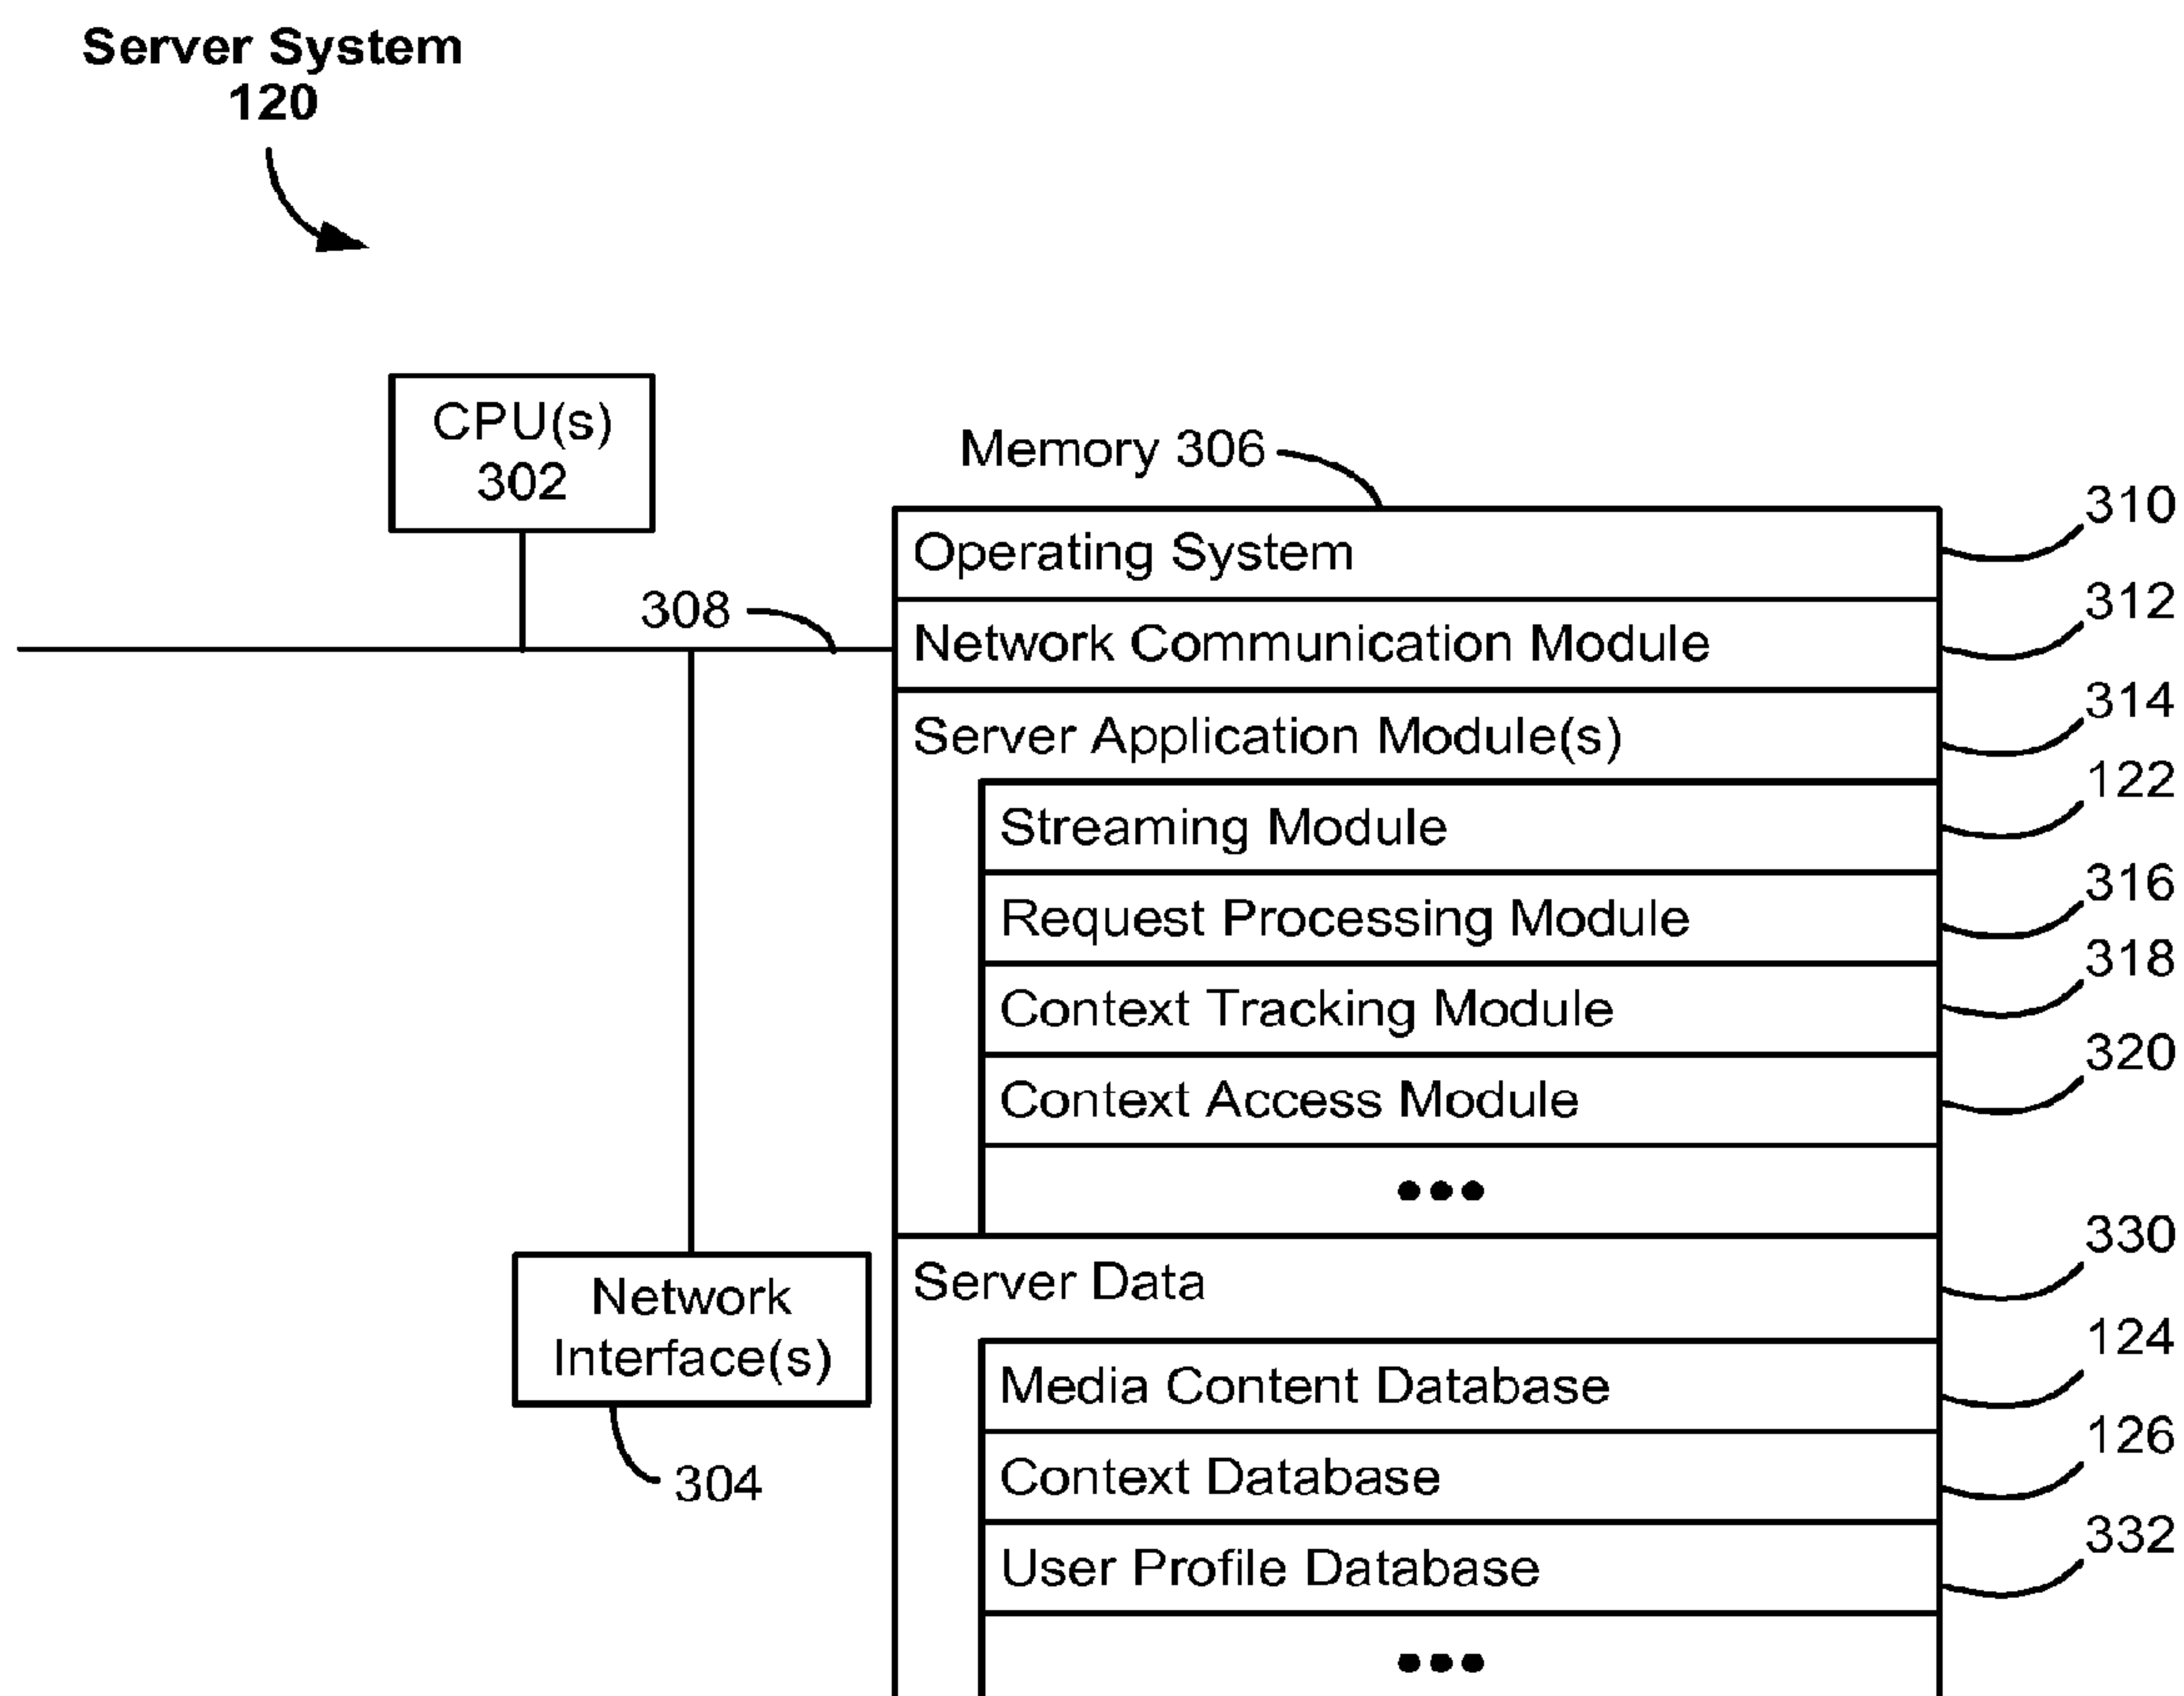 Server System
120
CPU(s)
302
Memory 306
308
Operating System
310
Network Communication Module
312
Server Application Module(s)
314
Streaming Module
122
Request Processing Module
316
Context Tracking Module
318
Context Access Module
320
•••
Server Data
330
Network
Interface(s)
304
Media Content Database
124
Context Database
126
User Profile Database
332
•••